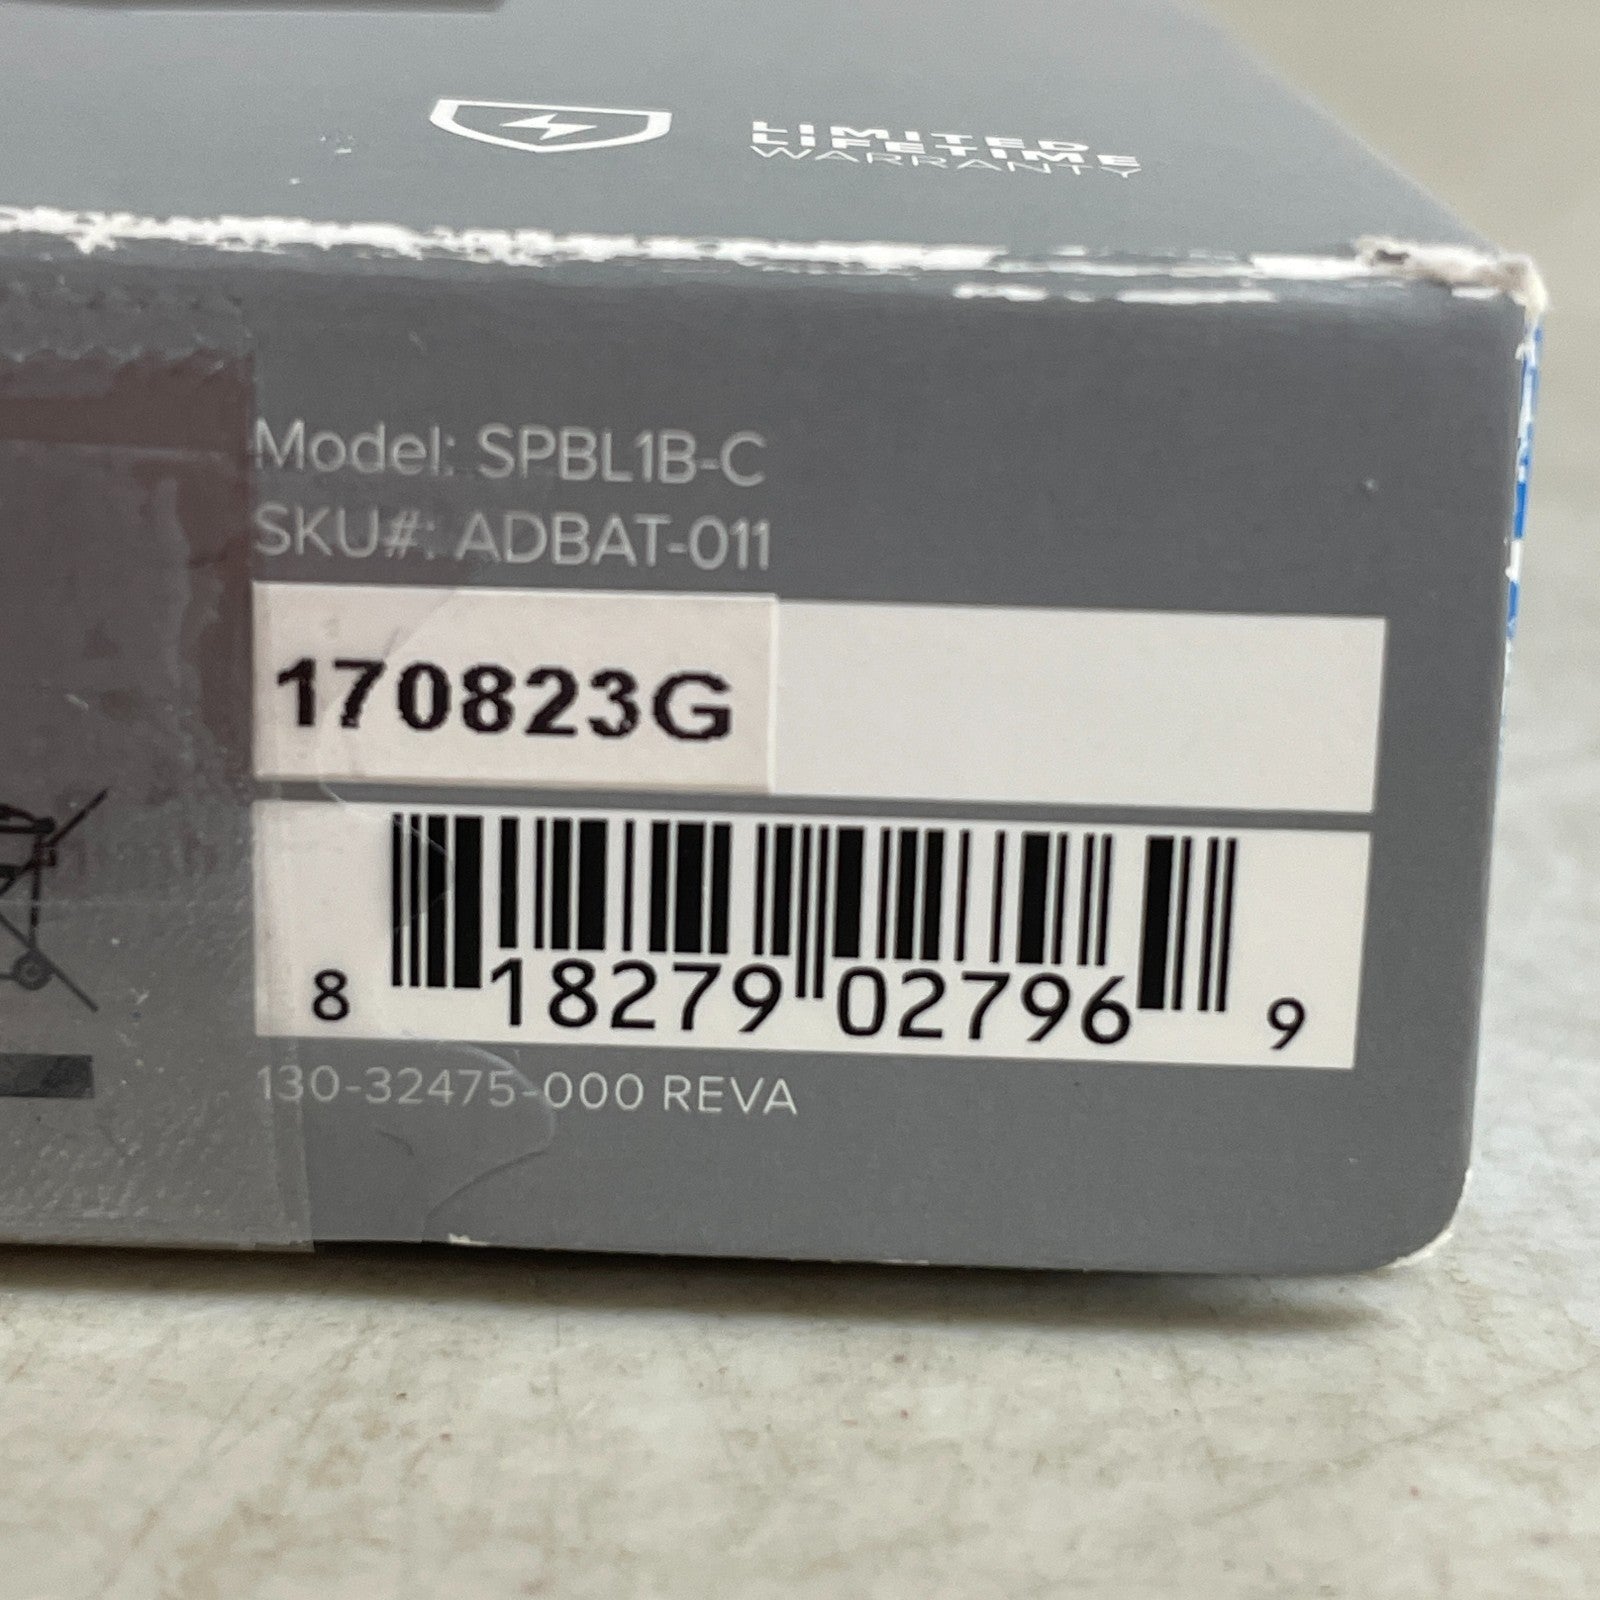 LIMITED
LIFETIME
WARRANTY
Model: SPBL1B-C
SKU#: ADBAT-011
170823G
8 18279 02796 9
130-32475-000 REVA